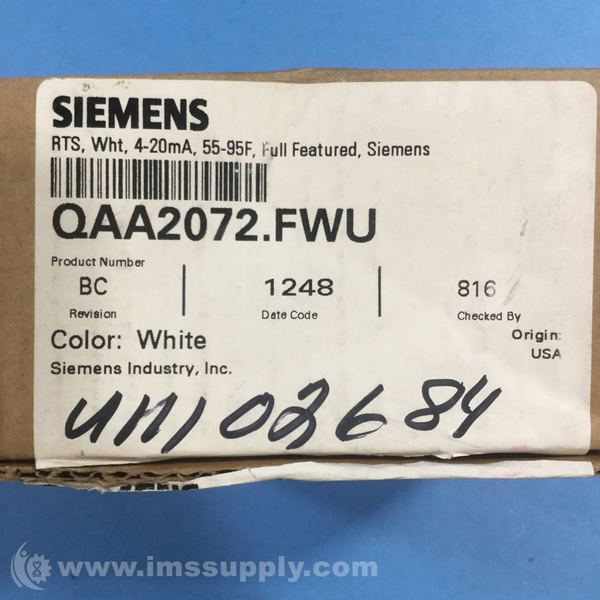 SIEMENS
RTS, Wht, 4-20mA, 55-95F, Full Featured, Siemens
QAA2072.FWU
Product Number
BC 1248 816
Revision Date Code Checked By
Color: White
Origin:
USA
Siemens Industry, Inc.
www.imssupply.com